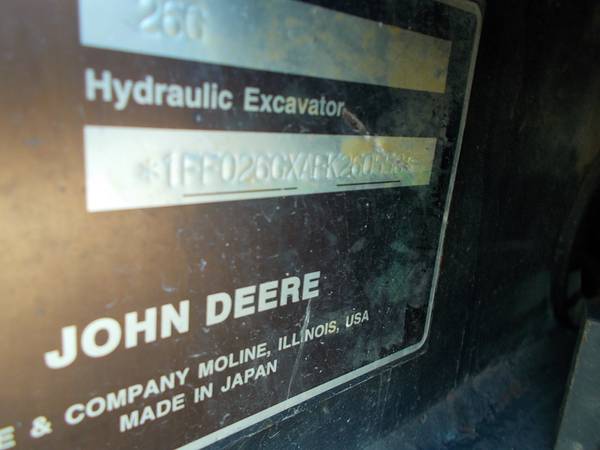 26G
Hydraulic Excavator
JOHN DEERE
E & COMPANY MOLINE, ILLINOIS, USA
MADE IN JAPAN